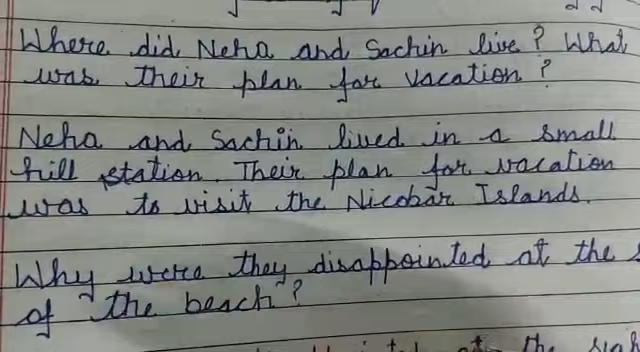 Where did Neha and Sachin live? What
was their plan for vacation?
Neha and Sachin lived in a small
hill station. Their plan for vacation
was to visit the Nicobar Islands.
Why were they disappointed at the
of the beach?
at the